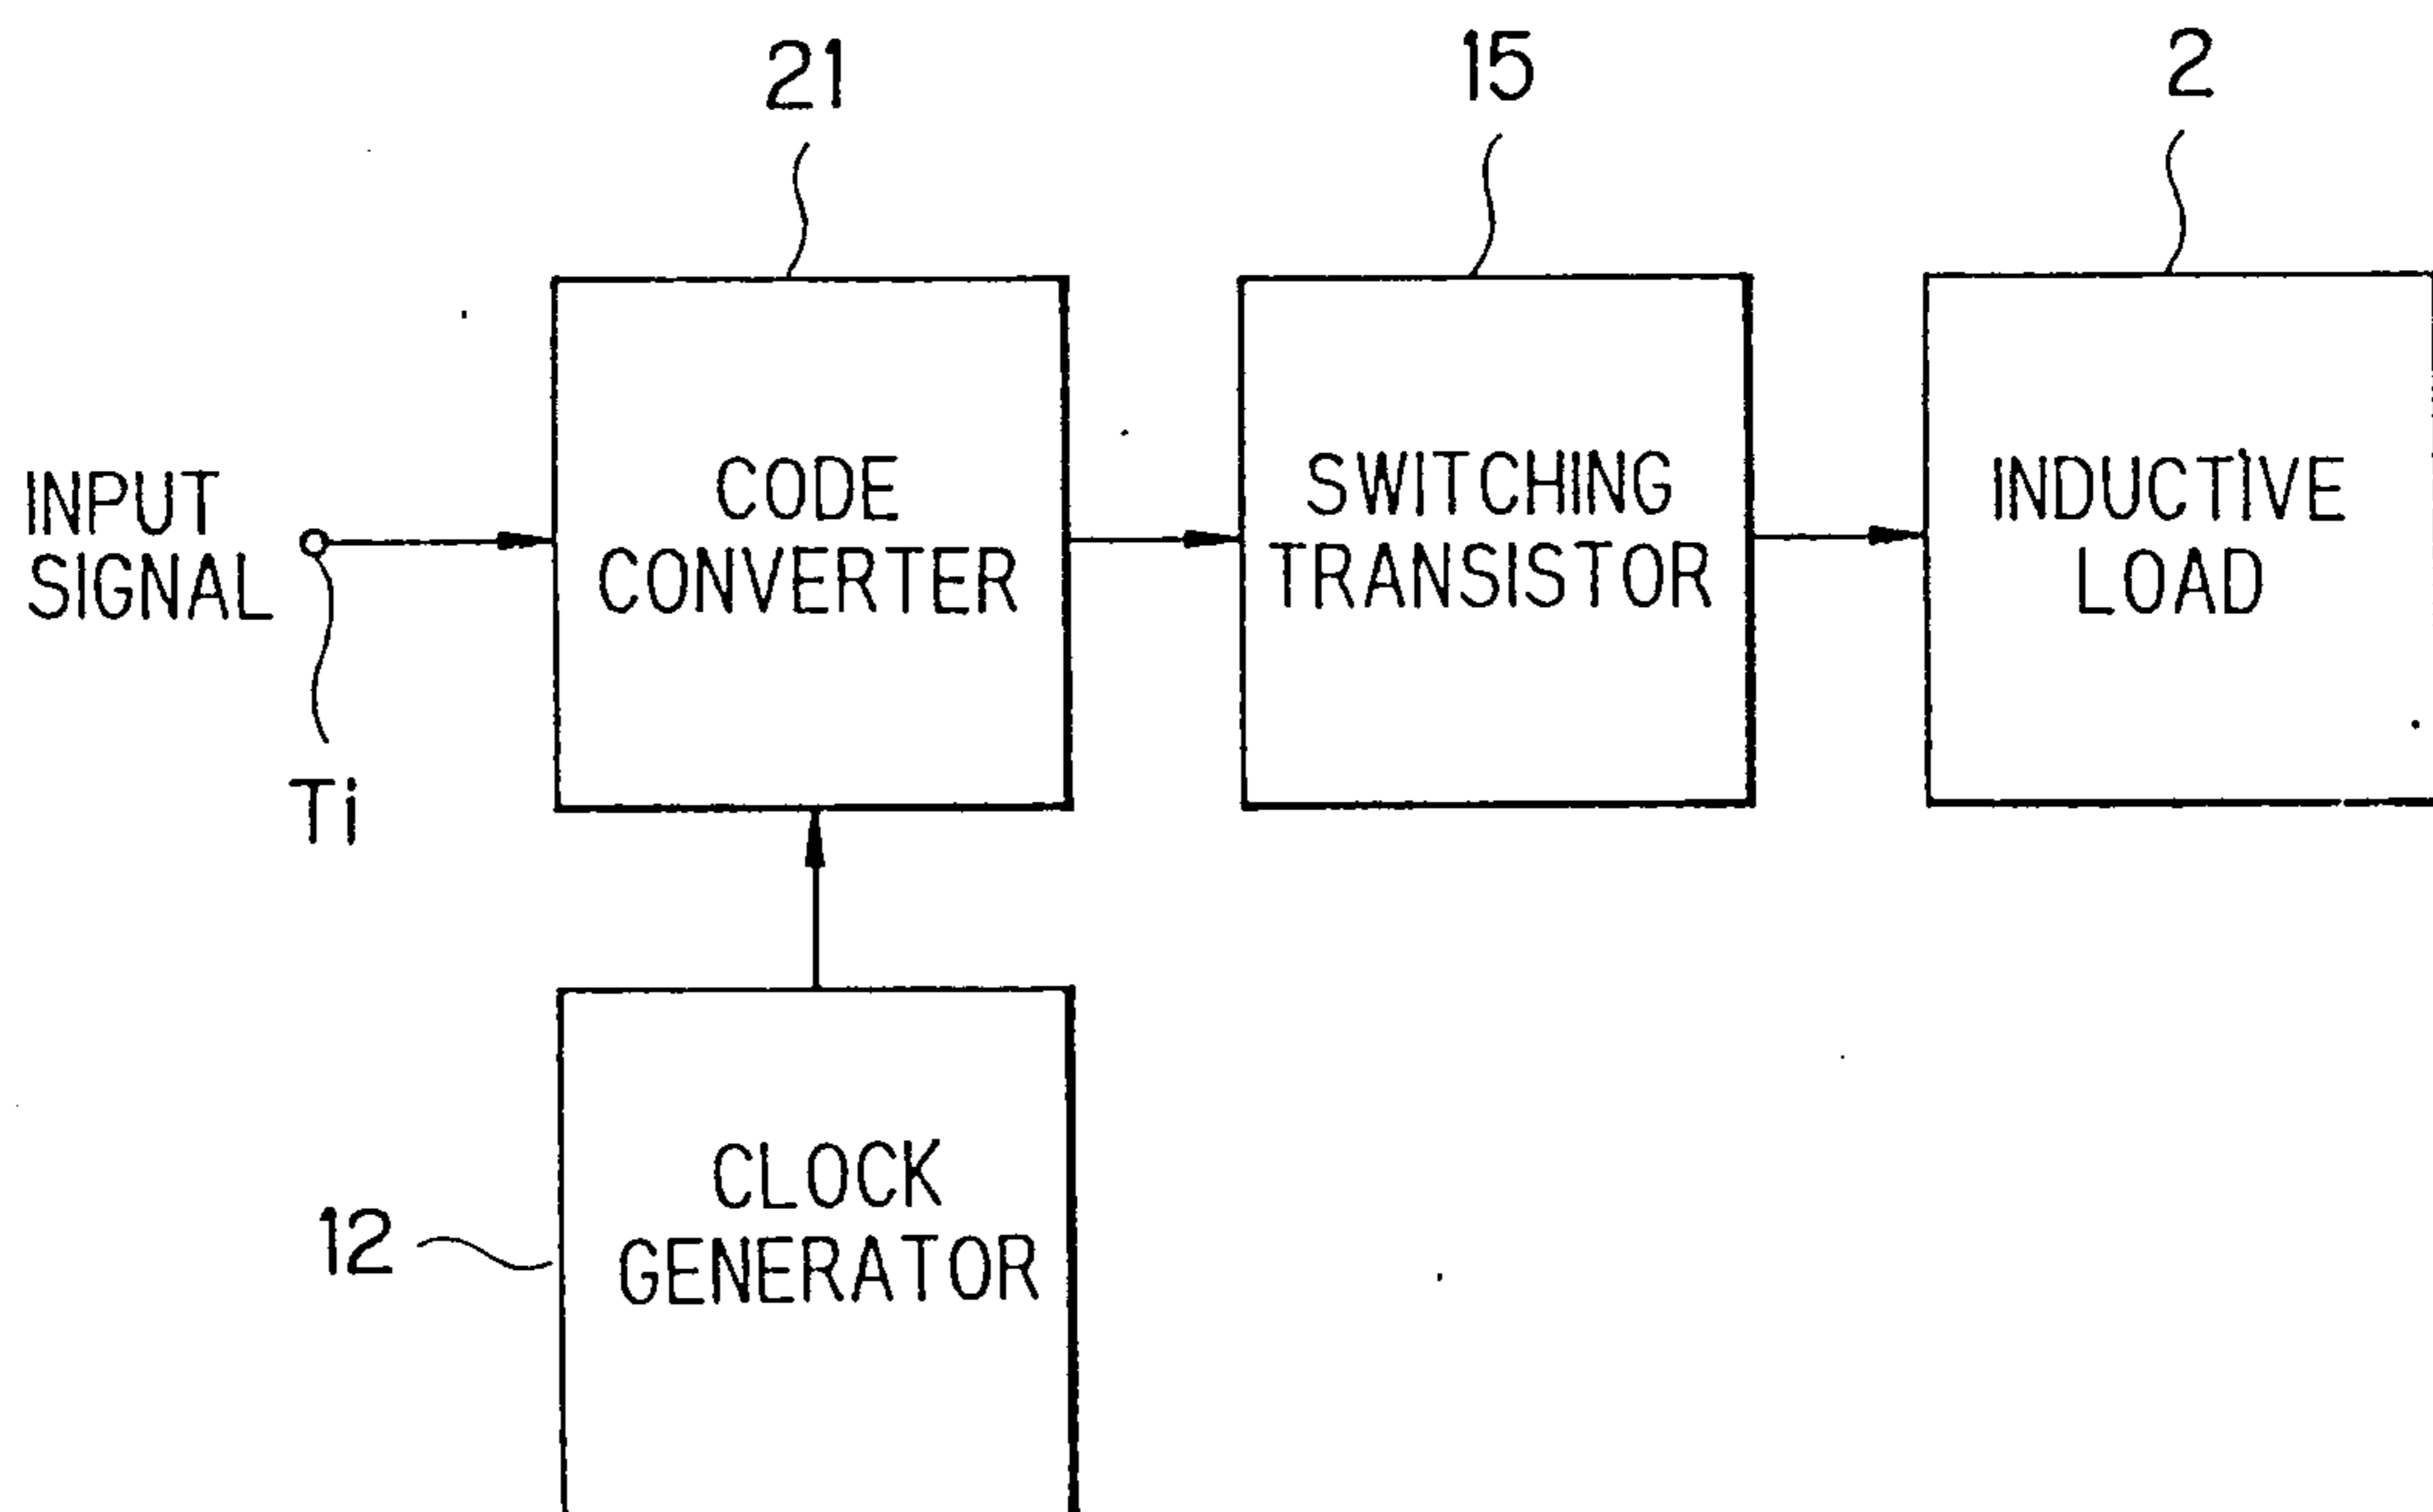 21
15
2
INPUT
SIGNAL
Ti
CODE
CONVERTER
SWITCHING
TRANSISTOR
INDUCTIVE
LOAD
12
CLOCK
GENERATOR